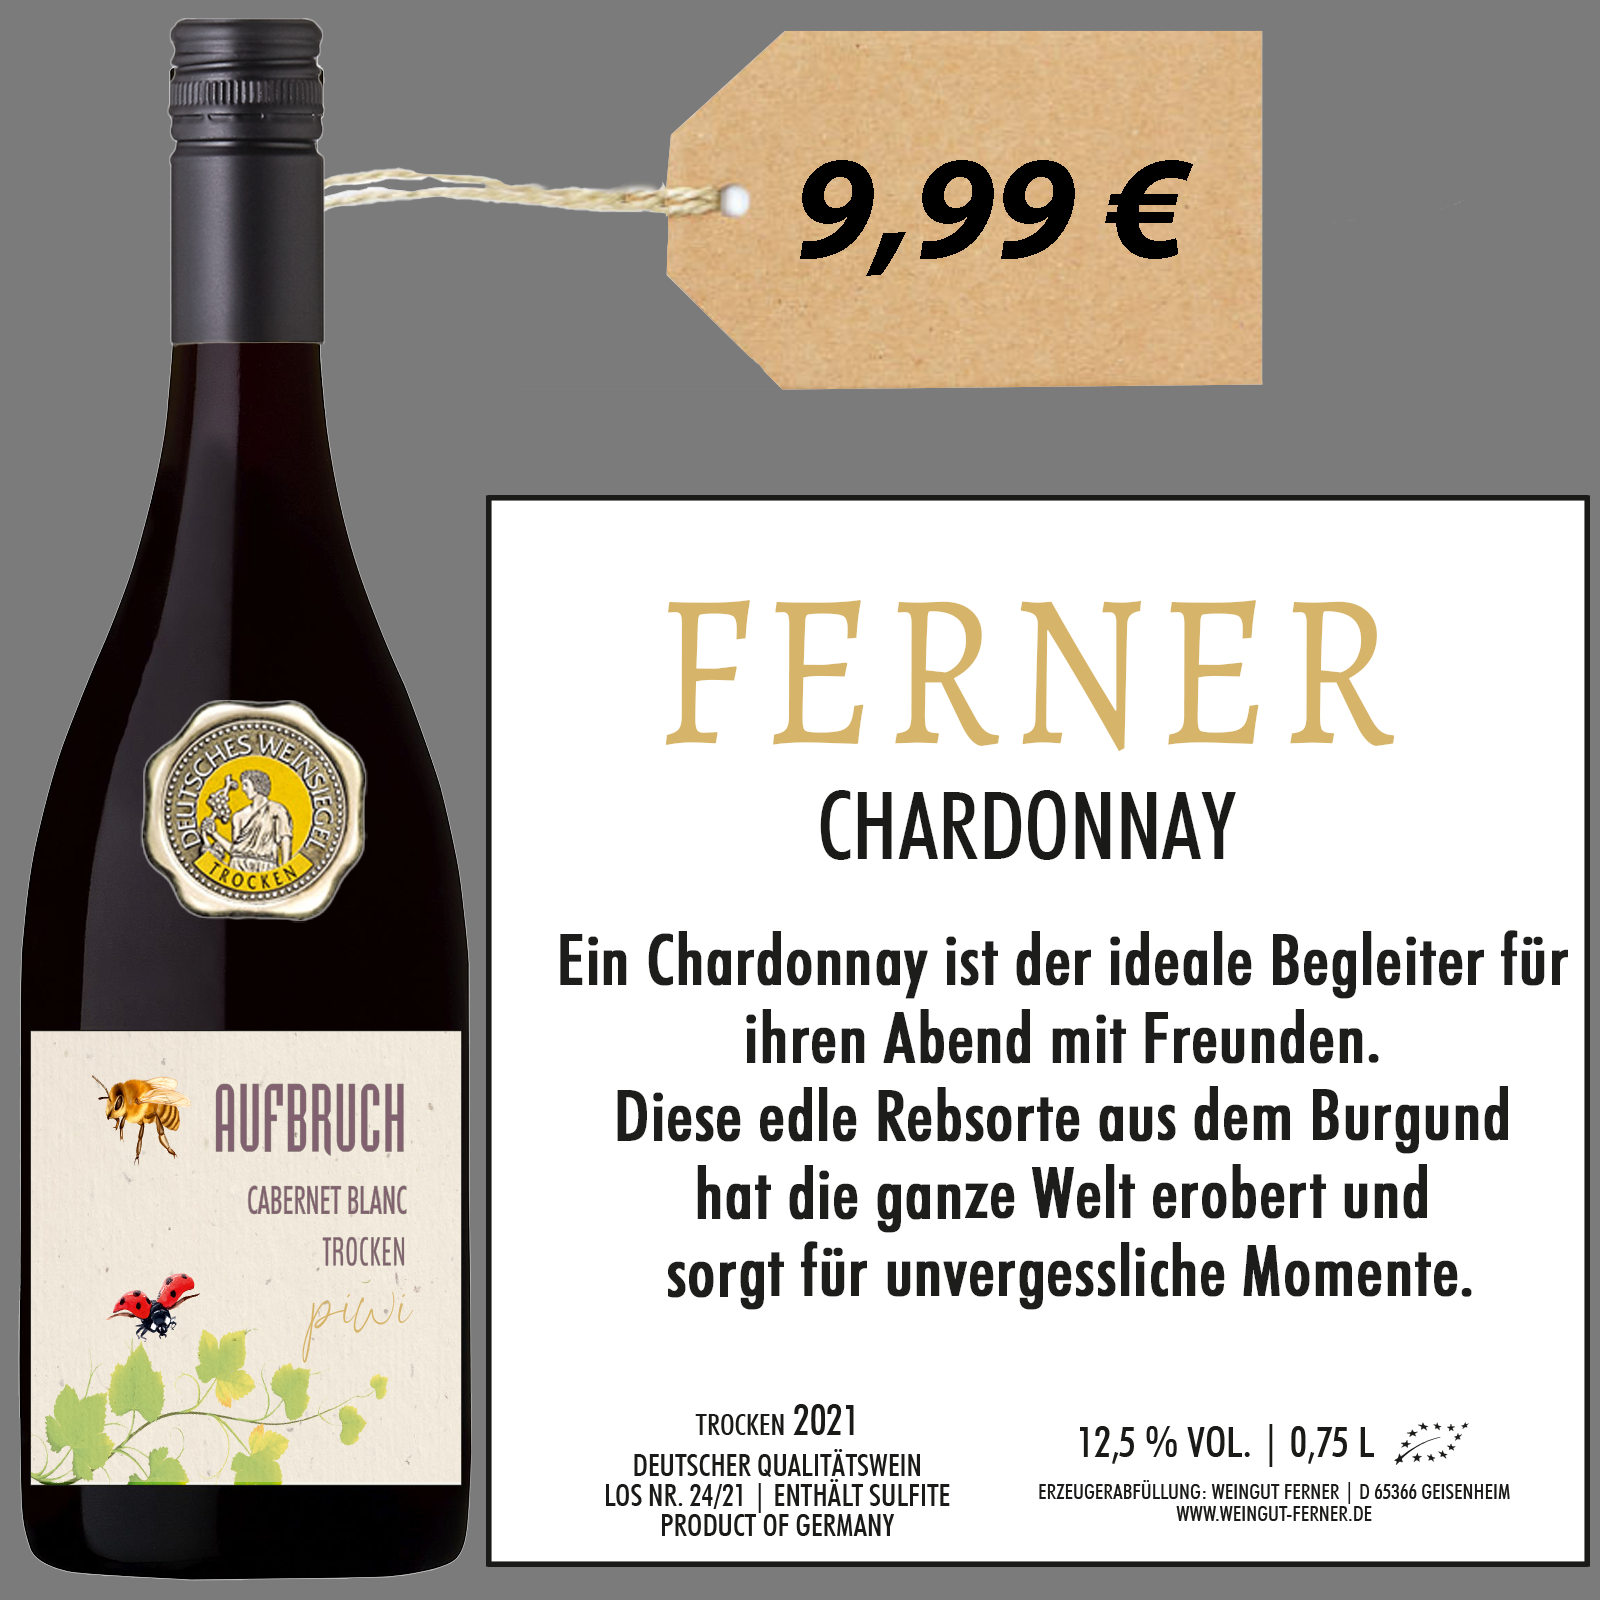 9,99 €
DEUTSCHES WEINSIEGEL
TROCKEN
AUFBRUCH
CABERNET BLANC
TROCKEN
piwi
FERNER
CHARDONNAY
Ein Chardonnay ist der ideale Begleiter für
ihren Abend mit Freunden.
Diese edle Rebsorte aus dem Burgund
hat die ganze Welt erobert und
sorgt für unvergessliche Momente.
TROCKEN 2021
DEUTSCHER QUALITÄTSWEIN
LOS NR. 24/21 | ENTHÄLT SULFITE
PRODUCT OF GERMANY
12,5 % VOL. | 0,75 L
ERZEUGERABFÜLLUNG: WEINGUT FERNER | D 65366 GEISENHEIM
WWW.WEINGUT-FERNER.DE